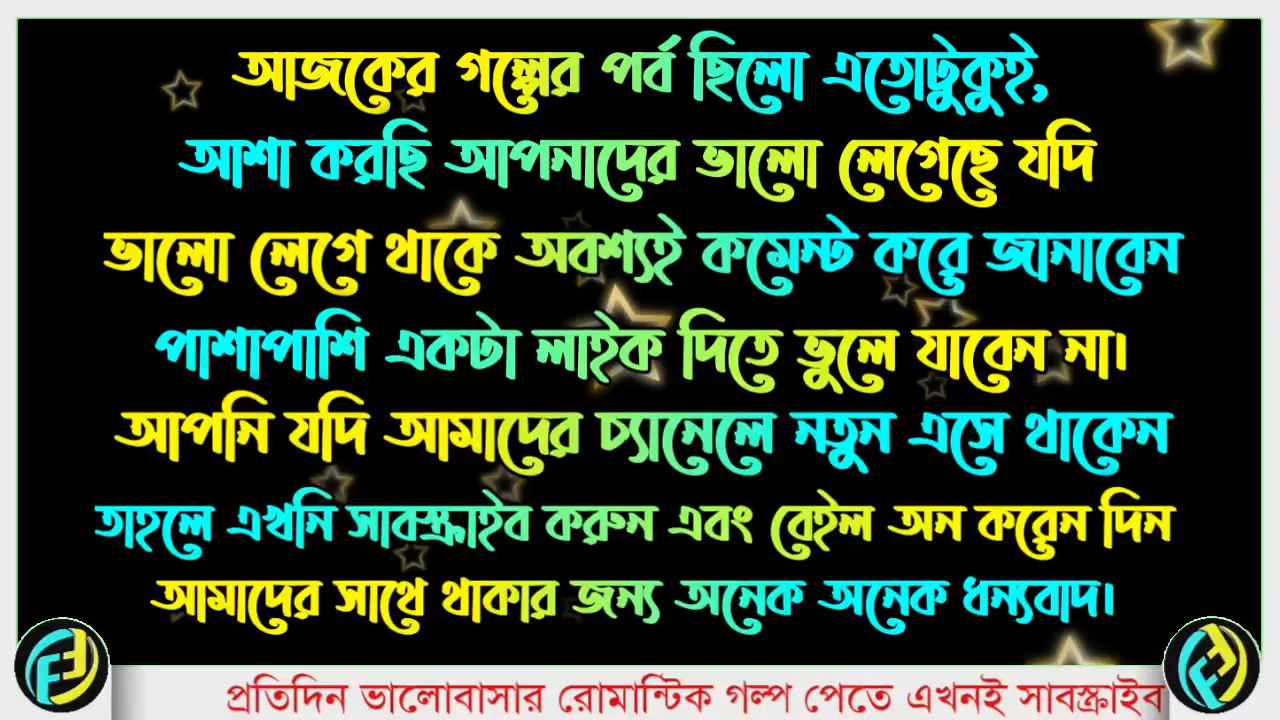 আজকের গল্পের পর্ব ছিলো এতোটুকুই,
আশা করছি আপনাদের ভালো লেগেছে যদি
ভালো লেগে থাকে অবশ্যই কমেন্ট করে জানাবেন
পাশাপাশি একটা লাইক দিতে ভুলে যাবেন না।
আপনি যদি আমাদের চ্যানেলে নতুন এসে থাকেন
তাহলে এখনি সাবস্ক্রাইব করুন এবং বেইল অন করেন দিন
আমাদের সাথে থাকার জন্য অনেক অনেক ধন্যবাদ।
প্রতিদিন ভালোবাসার রোমান্টিক গল্প পেতে এখনই সাবস্ক্রাইব